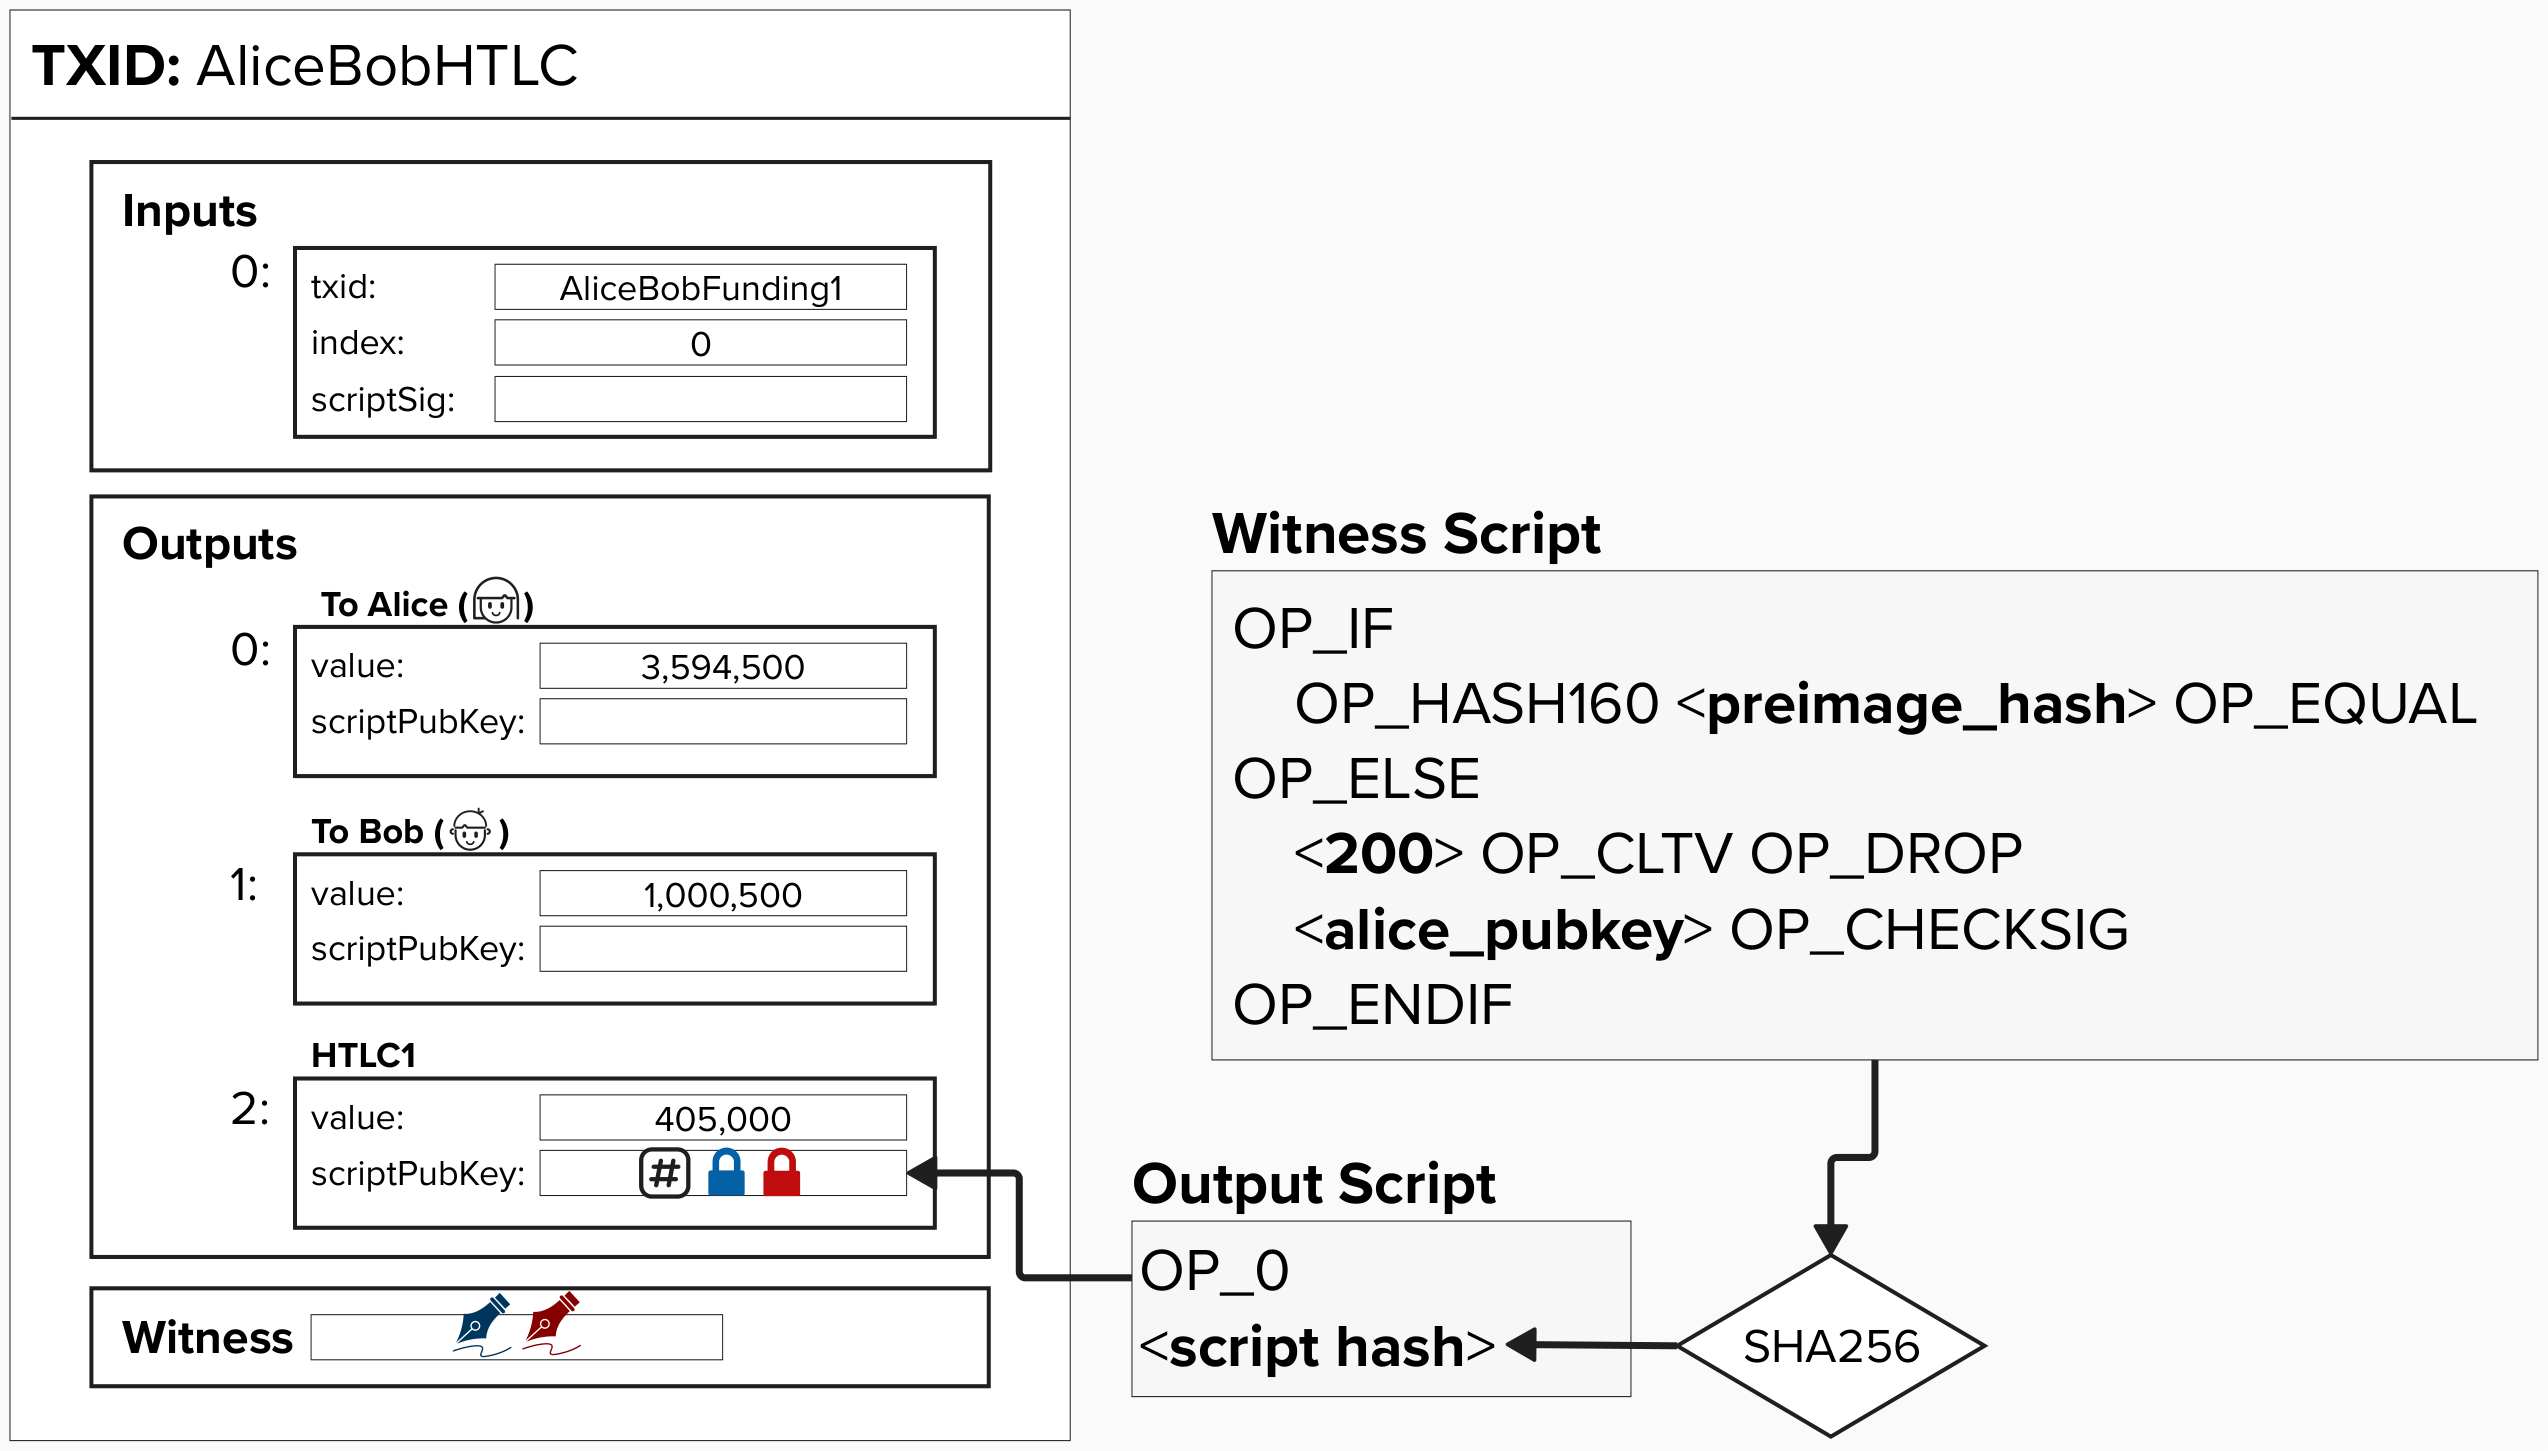 TXID: AliceBobHTLC
Inputs
0:
txid: AliceBobFunding1
index: 0
scriptSig:
Outputs
To Alice ( )
0:
value: 3,594,500
scriptPubKey:
To Bob ( )
1:
value: 1,000,500
scriptPubKey:
HTLC1
2:
value: 405,000
scriptPubKey: #
Witness
Witness Script
OP_IF
OP_HASH160 <preimage_hash> OP_EQUAL
OP_ELSE
<200> OP_CLTV OP_DROP
<alice_pubkey> OP_CHECKSIG
OP_ENDIF
Output Script
OP_0
<script hash>
SHA256